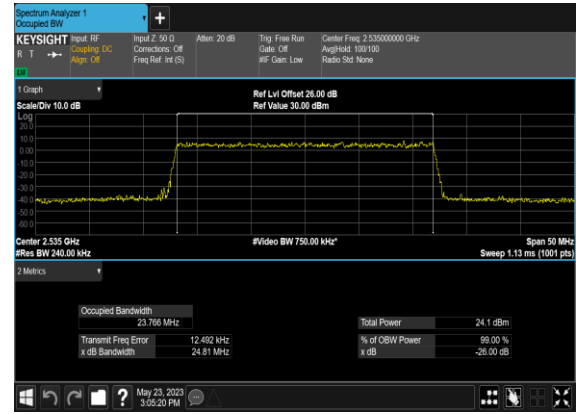 Spectrum Analyzer 1
Occupied BW
+
KEYSIGHT Input: RF Input Z: 50 Ω Atten: 20 dB Trig: Free Run Center Freq: 2.535000000 GHz
R T Coupling: DC Corrections: Off Gate: Off Avg|Hold: 100/100
Align: Off Freq Ref: Int (S) #IF Gain: Low Radio Std: None
LXI
1 Graph
Ref Lvl Offset 26.00 dB
Scale/Div 10.0 dB Ref Value 30.00 dBm
Log
20.0
10.0
0.00
-10.0
-20.0
-30.0
-40.0
-50.0
-60.0
Center 2.535 GHz #Video BW 750.00 kHz* Span 50 MHz
#Res BW 240.00 kHz Sweep 1.13 ms (1001 pts)
2 Metrics
Occupied Bandwidth
23.766 MHz Total Power 24.1 dBm
Transmit Freq Error 12.492 kHz % of OBW Power 99.00 %
x dB Bandwidth 24.81 MHz x dB -26.00 dB
? May 23, 2023
3:05:20 PM